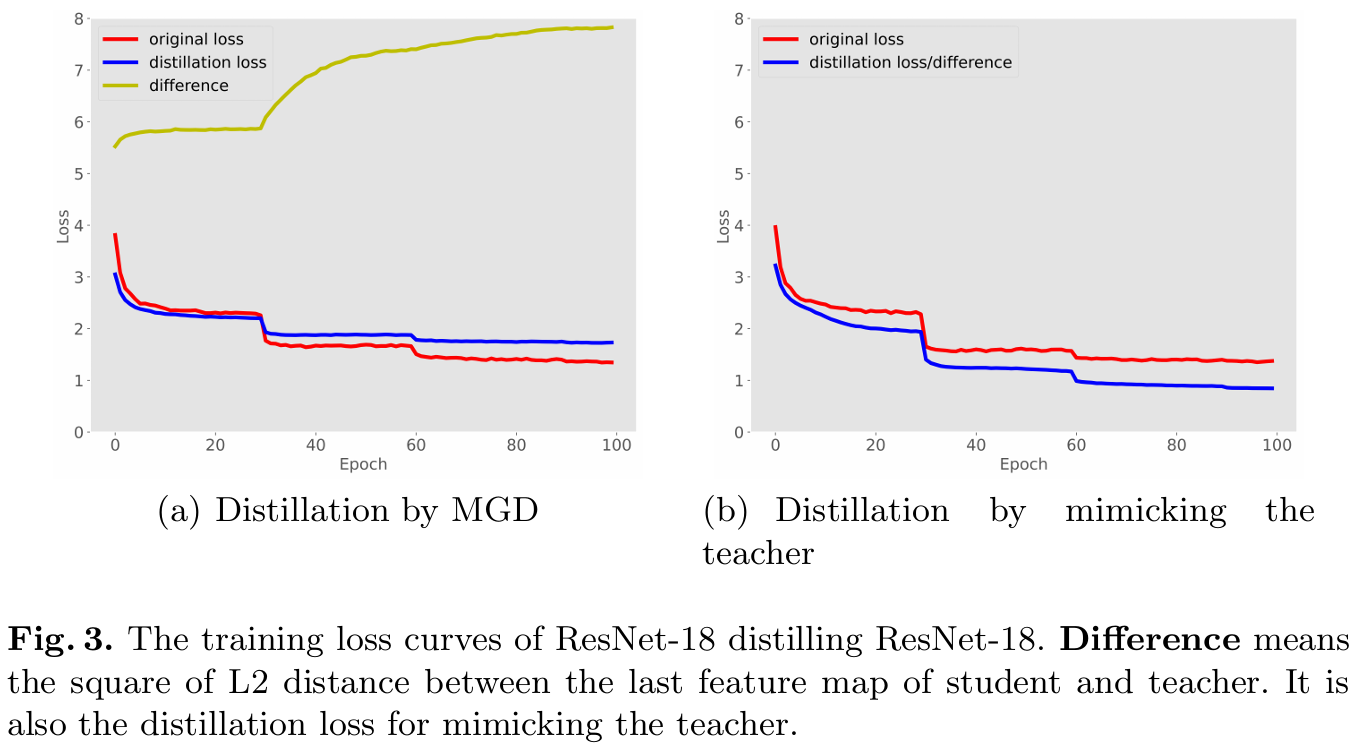 8
7
6
5
4
3
2
1
0
Loss
original loss
distillation loss
difference
0
20
40
60
80
100
Epoch
(a) Distillation by MGD
8
7
6
5
4
3
2
1
0
Loss
original loss
distillation loss/difference
0
20
40
60
80
100
Epoch
(b) Distillation by mimicking the
teacher
Fig. 3. The training loss curves of ResNet-18 distilling ResNet-18. Difference means
the square of L2 distance between the last feature map of student and teacher. It is
also the distillation loss for mimicking the teacher.